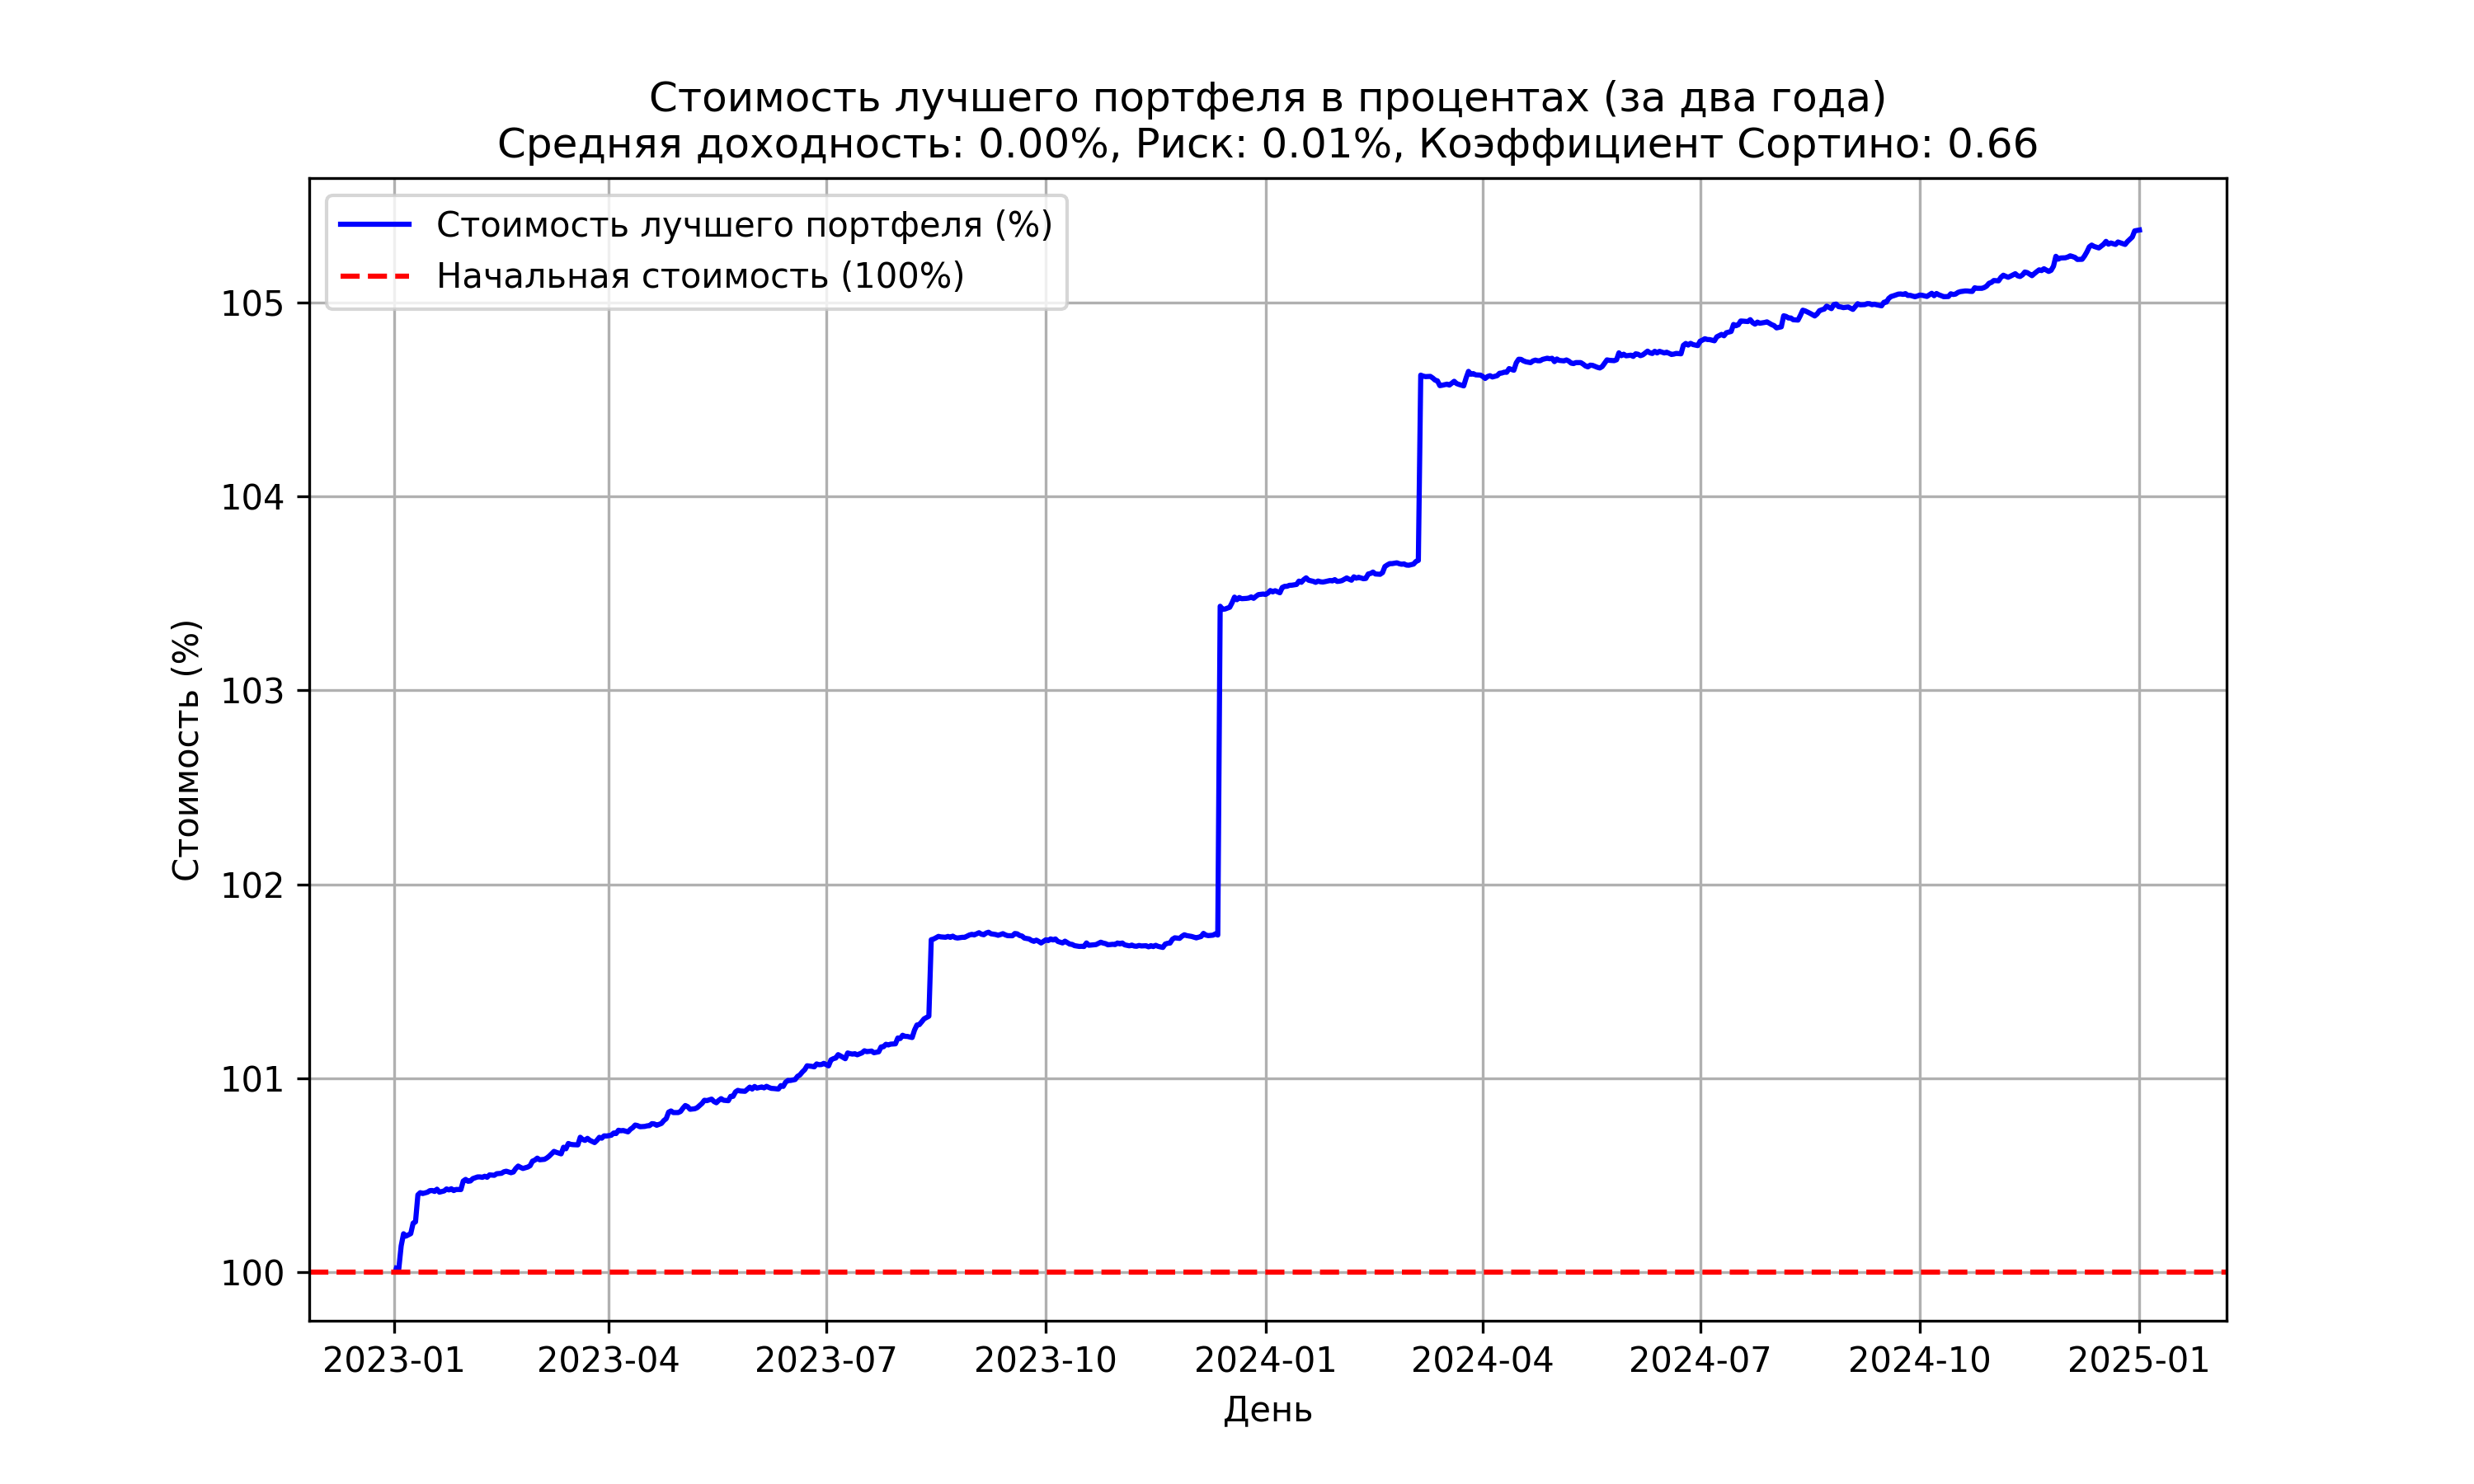 Стоимость лучшего портфеля в процентах (за два года)
Средняя доходность: 0.00%, Риск: 0.01%, Коэффициент Сортино: 0.66
Стоимость лучшего портфеля (%)
Начальная стоимость (100%)
Стоимость (%)
105
104
103
102
101
100
2023-01 2023-04 2023-07 2023-10 2024-01 2024-04 2024-07 2024-10 2025-01
День